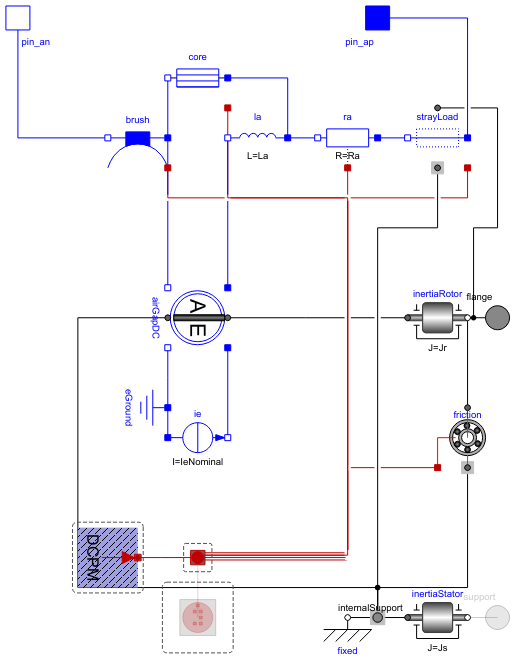 pin_an
pin_ap
core
brush
la
ra
strayLoad
L=La
R=Ra
inertiaRotor
flange
airGapDC
A
E
J=Jr
eGround
ie
friction
I=IeNominal
DCPM
inertiaStator
support
internalSupport
J=Js
fixed